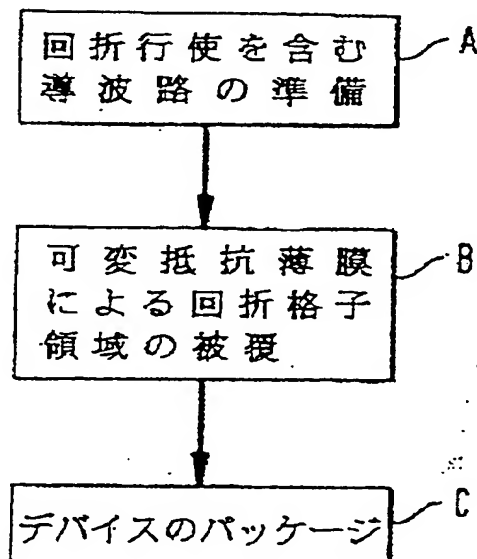 回折行使を含む
A
導波路の準備
可変抵抗薄膜
B
による回折格子
領域の被覆
C
デバイスのパッケージ